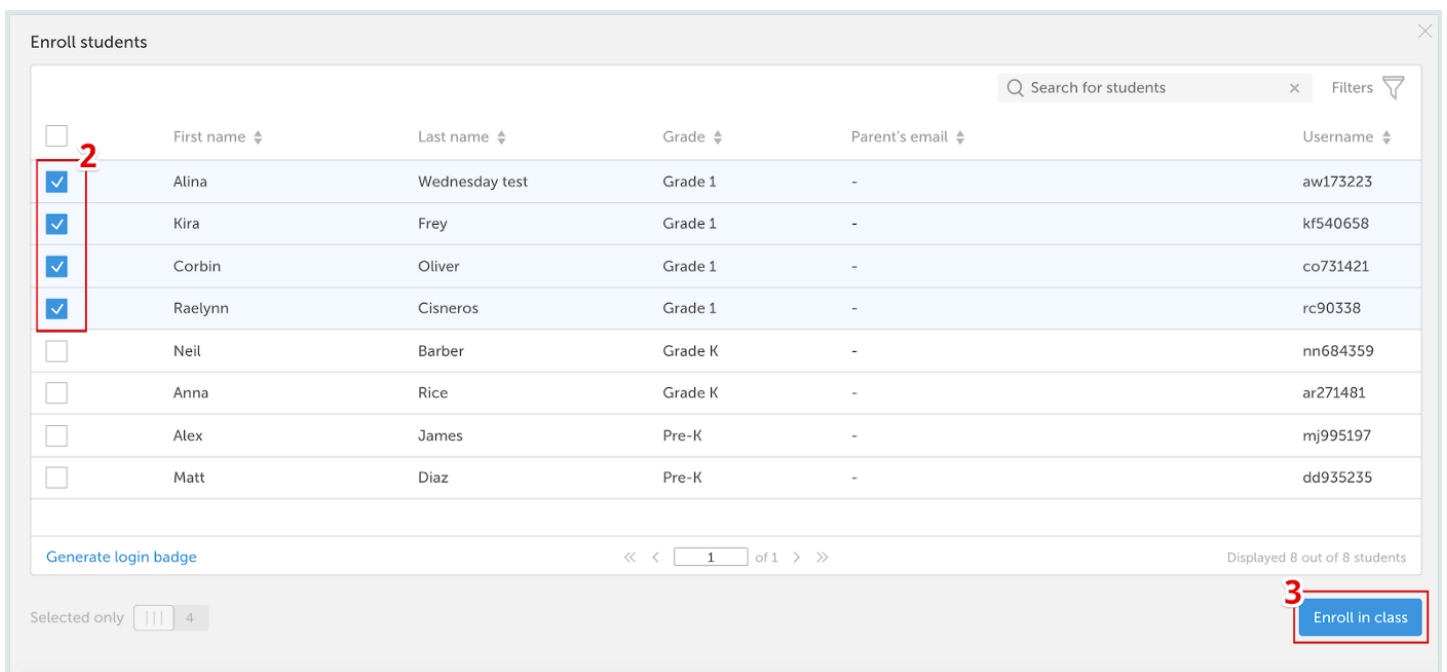 Enroll students
Search for students Filters
First name Last name Grade Parent's email Username
2
Alina Wednesday test Grade 1 - aw173223
Kira Frey Grade 1 - kf540658
Corbin Oliver Grade 1 - co731421
Raelynn Cisneros Grade 1 - rc90338
Neil Barber Grade K - nn684359
Anna Rice Grade K - ar271481
Alex James Pre-K - mj995197
Matt Diaz Pre-K - dd935235
Generate login badge 1 of 1 Displayed 8 out of 8 students
3
Selected only 4 Enroll in class